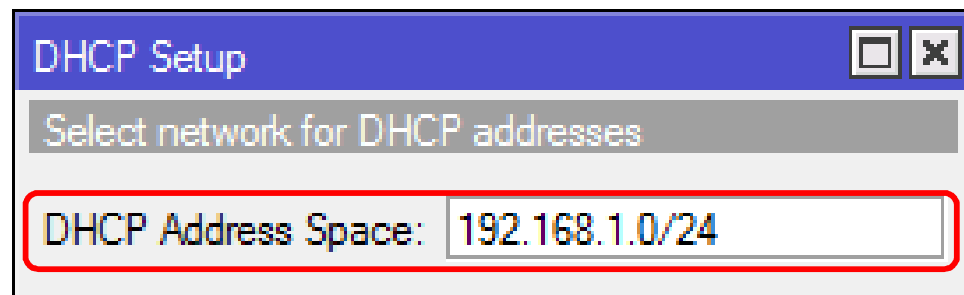 DHCP Setup
Select network for DHCP addresses
DHCP Address Space: 192.168.1.0/24